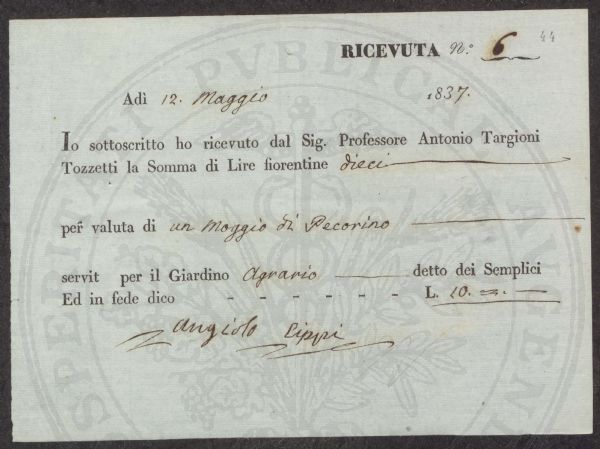 RICEVUTA N.º 6 44
Adì 12. Maggio 1837.
Io sottoscritto ho ricevuto dal Sig. Professore Antonio Targioni
Tozzetti la Somma di Lire fiorentine dieci
per valuta di un Moggio di Pecorino
servit per il Giardino Agrario detto dei Semplici
Ed in fede dico - - - - - - L. 10. = . =
Angiolo Lippi